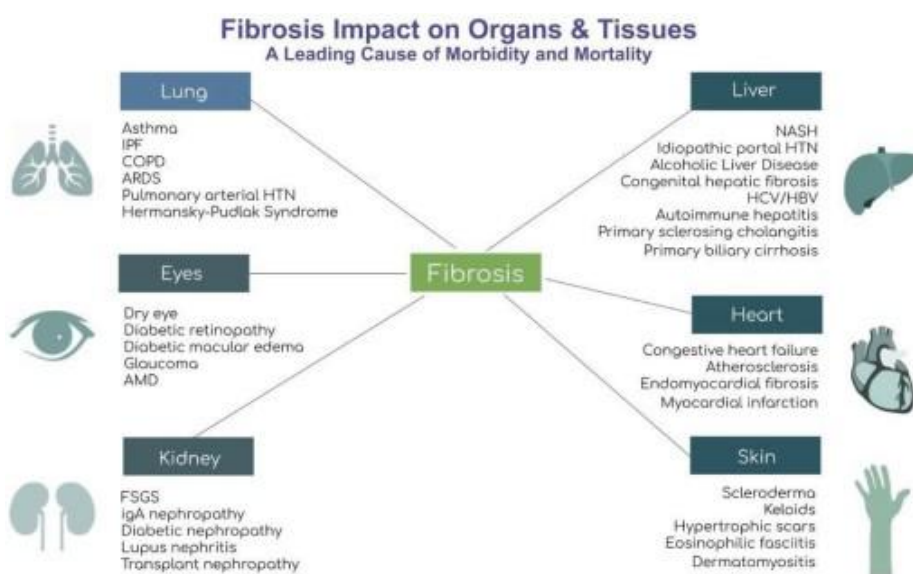 Fibrosis Impact on Organs & Tissues
A Leading Cause of Morbidity and Mortality
Lung
Asthma
IPF
COPD
ARDS
Pulmonary arterial HTN
Hermansky-Pudlak Syndrome
Eyes
Dry eye
Diabetic retinopathy
Diabetic macular edema
Glaucoma
AMD
Kidney
FSGS
igA nephropathy
Diabetic nephropathy
Lupus nephritis
Transplant nephropathy
Fibrosis
Liver
NASH
Idiopathic portal HTN
Alcoholic Liver Disease
Congenital hepatic fibrosis
HCV/HBV
Autoimmune hepatitis
Primary sclerosing cholangitis
Primary biliary cirrhosis
Heart
Congestive heart failure
Atherosclerosis
Endomyocardial fibrosis
Myocardial infarction
Skin
Scleroderma
Keloids
Hypertrophic scars
Eosinophilic fasciitis
Dermatomyositis